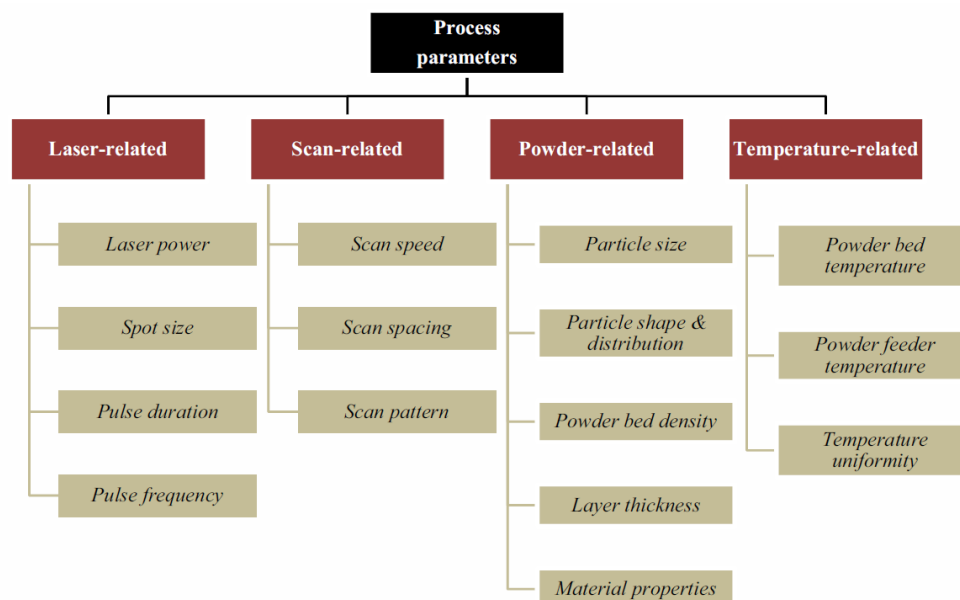 Process
parameters
Laser-related
Scan-related
Powder-related
Temperature-related
Laser power
Spot size
Pulse duration
Pulse frequency
Scan speed
Scan spacing
Scan pattern
Particle size
Particle shape &
distribution
Powder bed density
Layer thickness
Material properties
Powder bed
temperature
Powder feeder
temperature
Temperature
uniformity